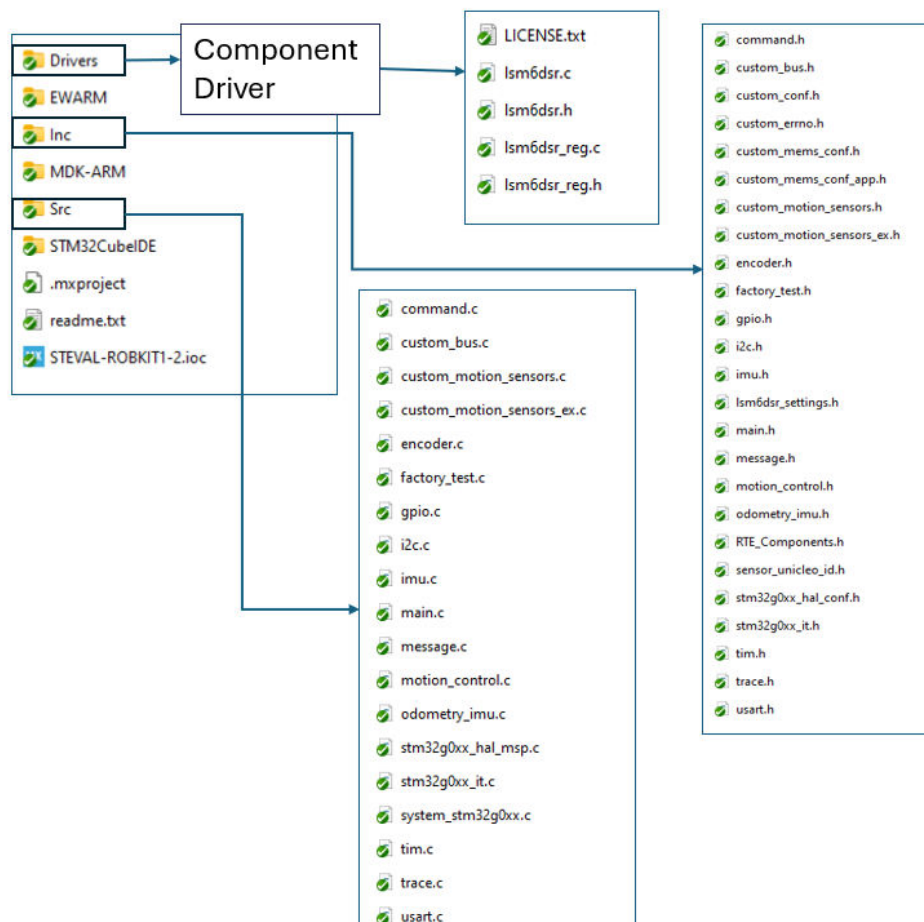 Drivers
EWARM
Inc
MDK-ARM
Src
STM32CubeIDE
.mxproject
readme.txt
STEVAL-ROBKIT1-2.ioc
Component
Driver
LICENSE.txt
lsm6dsr.c
lsm6dsr.h
lsm6dsr_reg.c
lsm6dsr_reg.h
command.c
custom_bus.c
custom_motion_sensors.c
custom_motion_sensors_ex.c
encoder.c
factory_test.c
gpio.c
i2c.c
imu.c
main.c
message.c
motion_control.c
odometry_imu.c
stm32g0xx_hal_msp.c
stm32g0xx_it.c
system_stm32g0xx.c
tim.c
trace.c
usart.c
command.h
custom_bus.h
custom_conf.h
custom_errno.h
custom_mems_conf.h
custom_mems_conf_app.h
custom_motion_sensors.h
custom_motion_sensors_ex.h
encoder.h
factory_test.h
gpio.h
i2c.h
imu.h
lsm6dsr_settings.h
main.h
message.h
motion_control.h
odometry_imu.h
RTE_Components.h
sensor_unicleo_id.h
stm32g0xx_hal_conf.h
stm32g0xx_it.h
tim.h
trace.h
usart.h